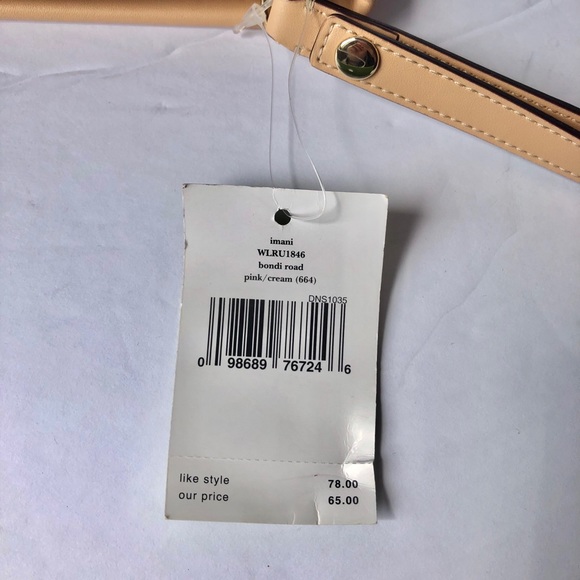 imani
WLRU1846
bondi road
pink/cream (664)
DNS1035
0 98689 76724 6
like style 78.00
our price 65.00